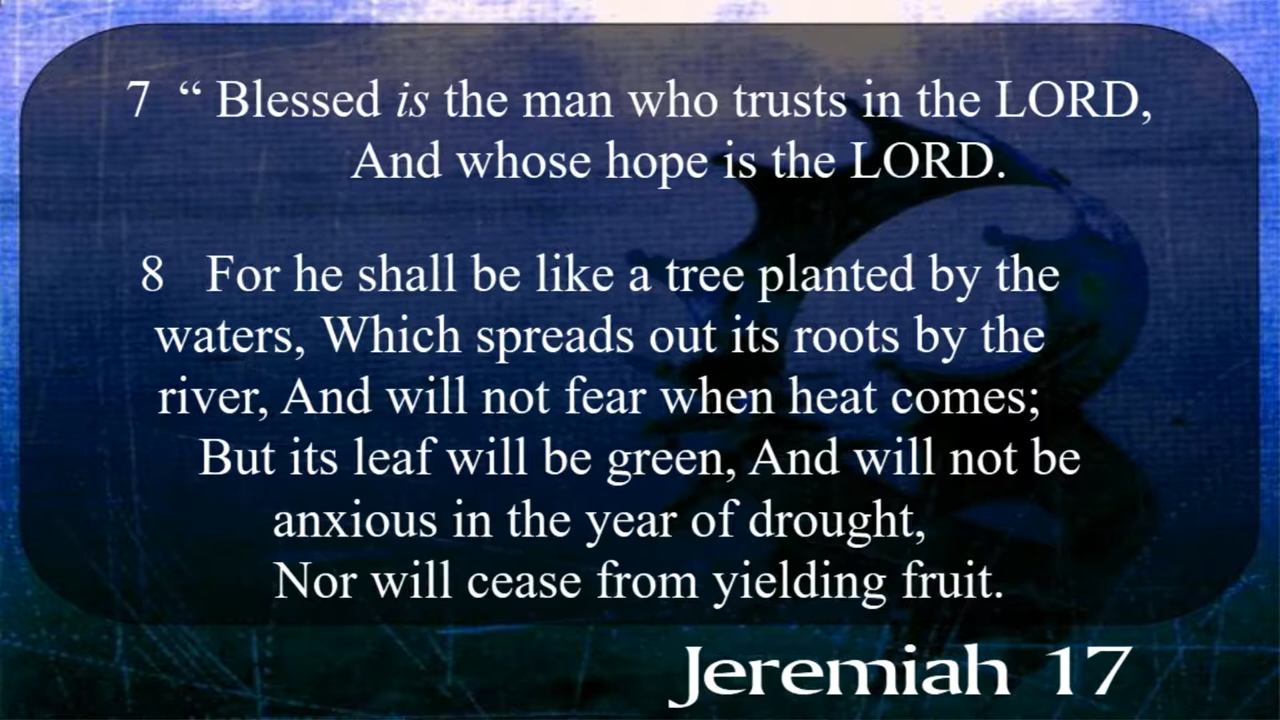 7 “ Blessed is the man who trusts in the LORD,
And whose hope is the LORD.
8 For he shall be like a tree planted by the
waters, Which spreads out its roots by the
river, And will not fear when heat comes;
But its leaf will be green, And will not be
anxious in the year of drought,
Nor will cease from yielding fruit.
Jeremiah 17